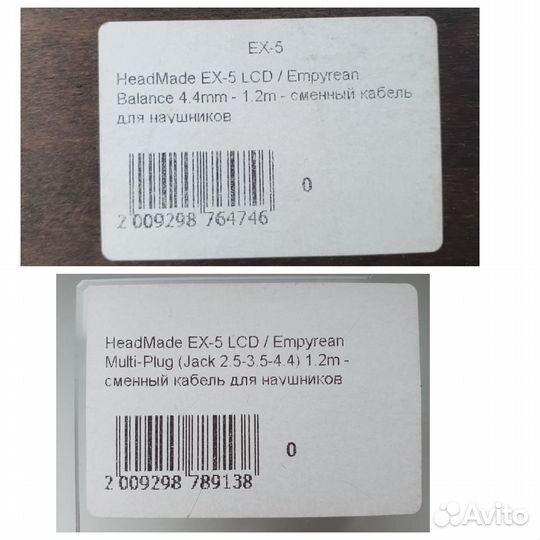 EX-5
HeadMade EX-5 LCD / Empyrean
Balance 4.4mm - 1.2m - сменный кабель
для наушников
0
2 009298 764746
HeadMade EX-5 LCD / Empyrean
Multi-Plug (Jack 2.5-3.5-4.4) 1.2m -
сменный кабель для наушников
0
2 009298 789138
Avito